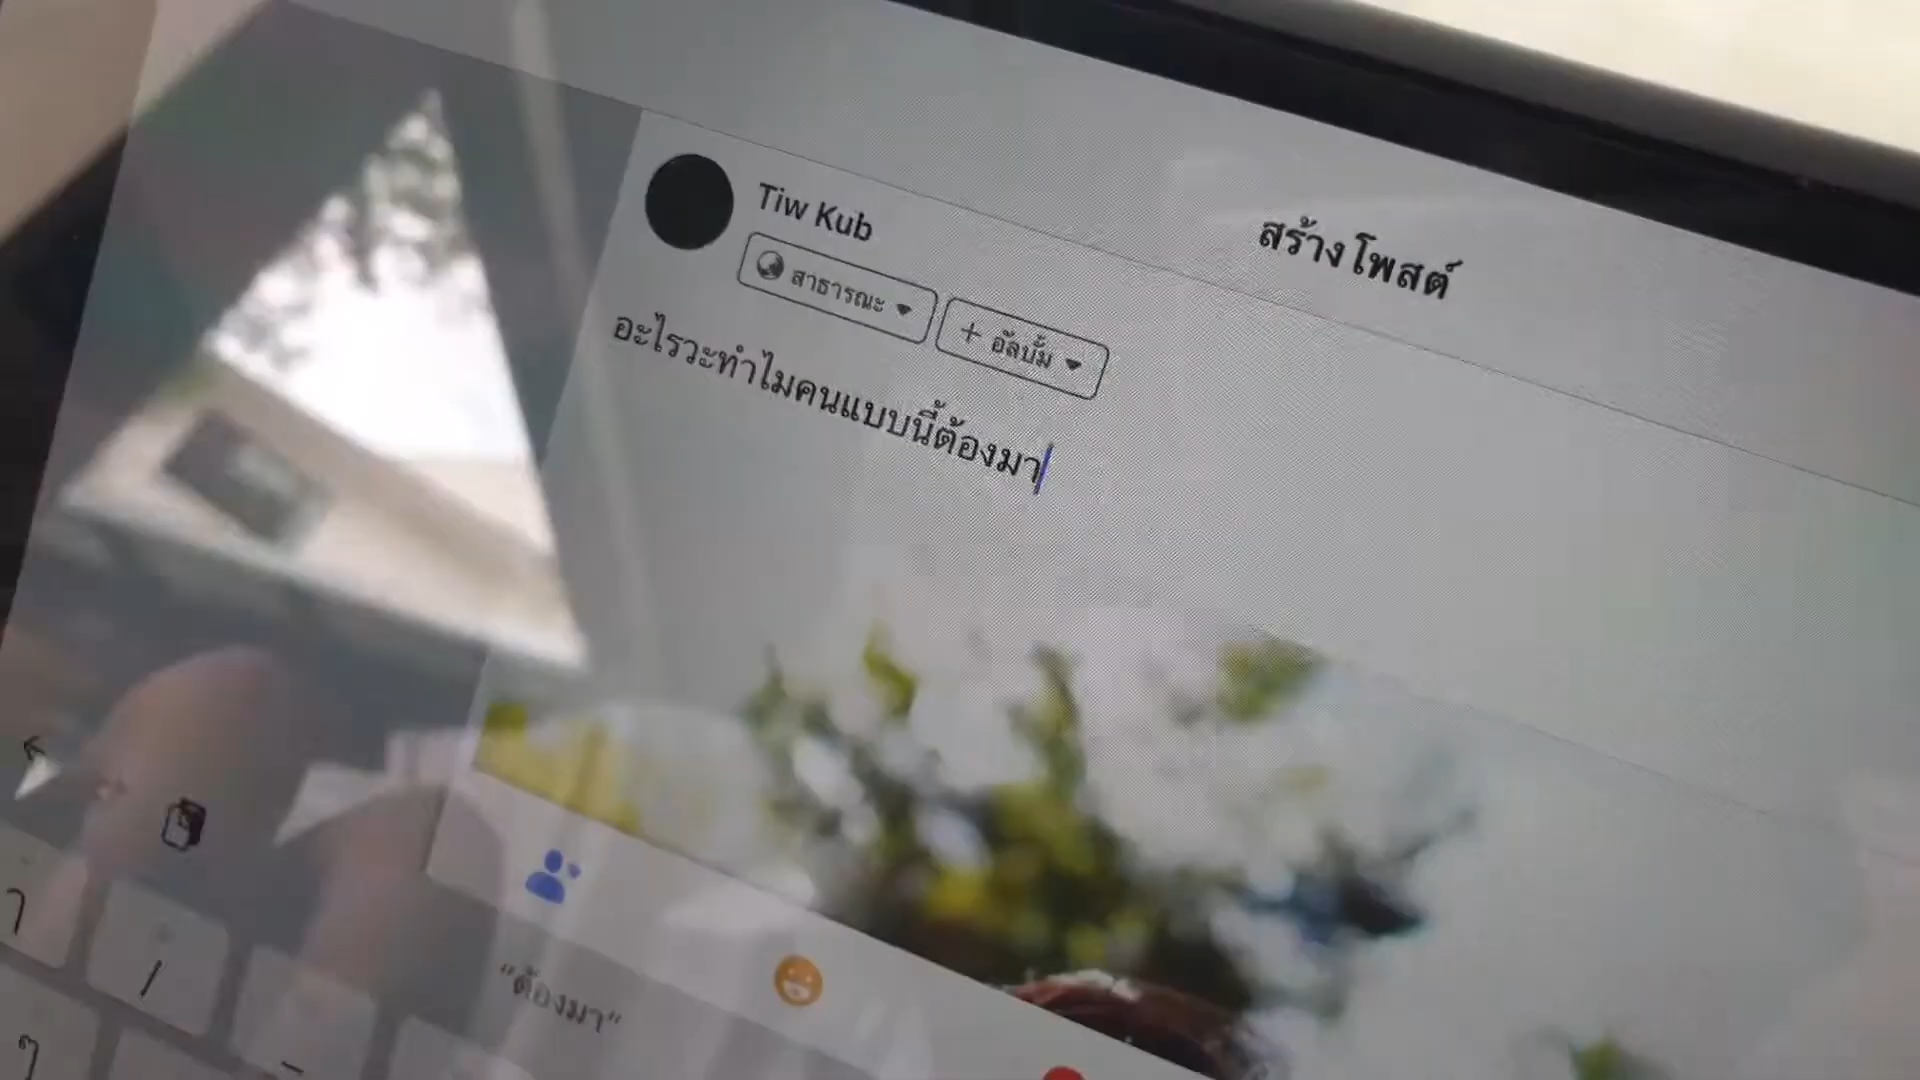 สร้างโพสต์
Tiw Kub
สาธารณะ
+ อัลบั้ม
อะไรวะทำไมคนแบบนี้ต้องมา
“ต้องมา”
า
/
ๆ
-